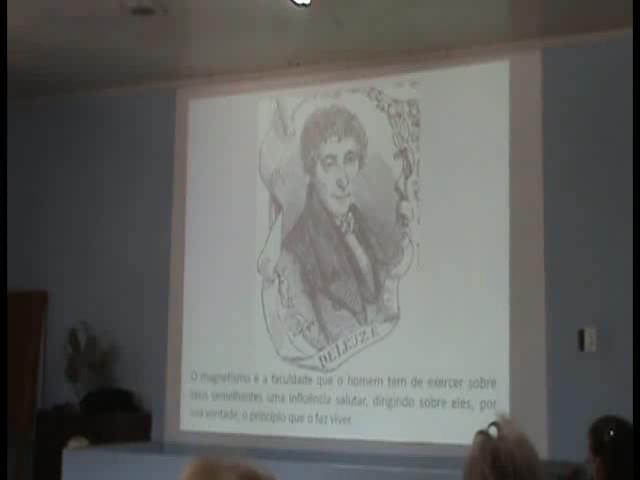 DELEUZE
O magnetismo é a faculdade que o homem tem de exercer sobre
seus semelhantes uma influência salutar, dirigindo sobre eles, por
sua vontade, o princípio que o faz viver.